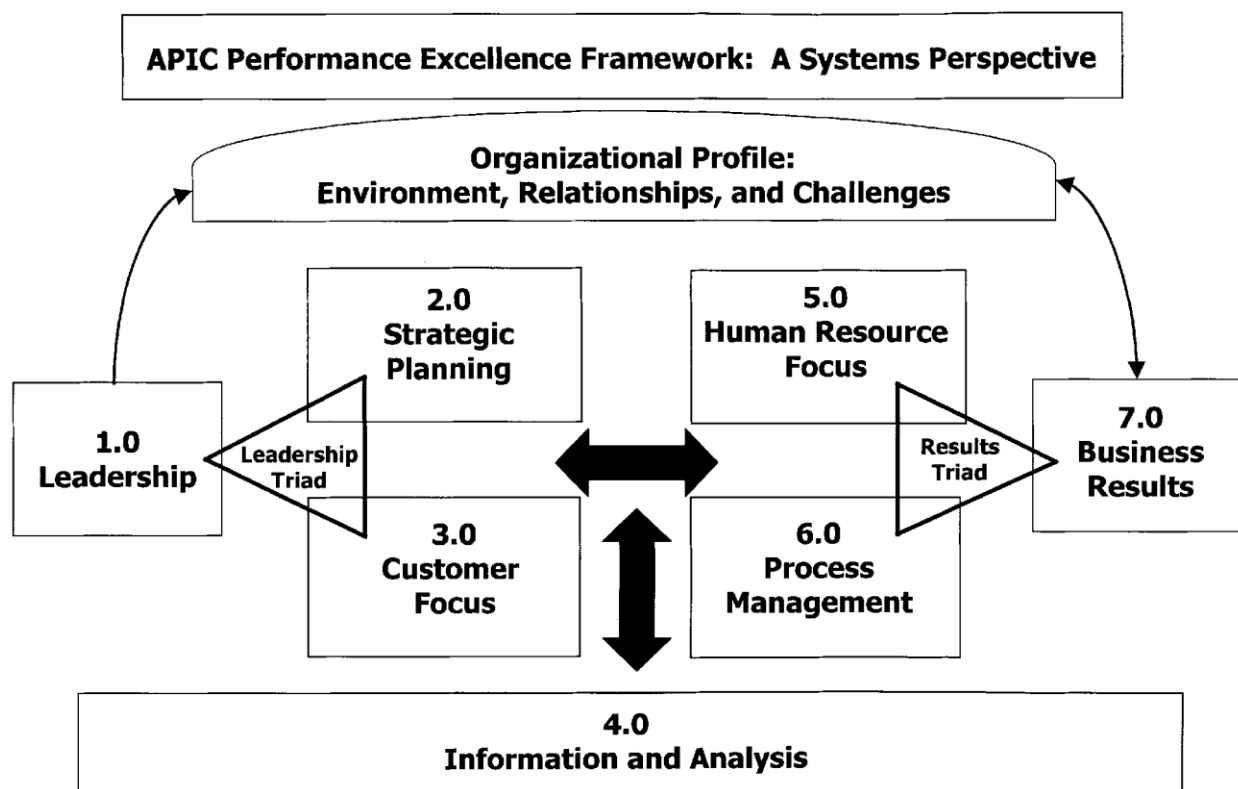 APIC Performance Excellence Framework: A Systems Perspective
Organizational Profile:
Environment, Relationships, and Challenges
2.0
Strategic
Planning
5.0
Human Resource
Focus
1.0
Leadership
Leadership
Triad
Results
Triad
7.0
Business
Results
3.0
Customer
Focus
6.0
Process
Management
4.0
Information and Analysis